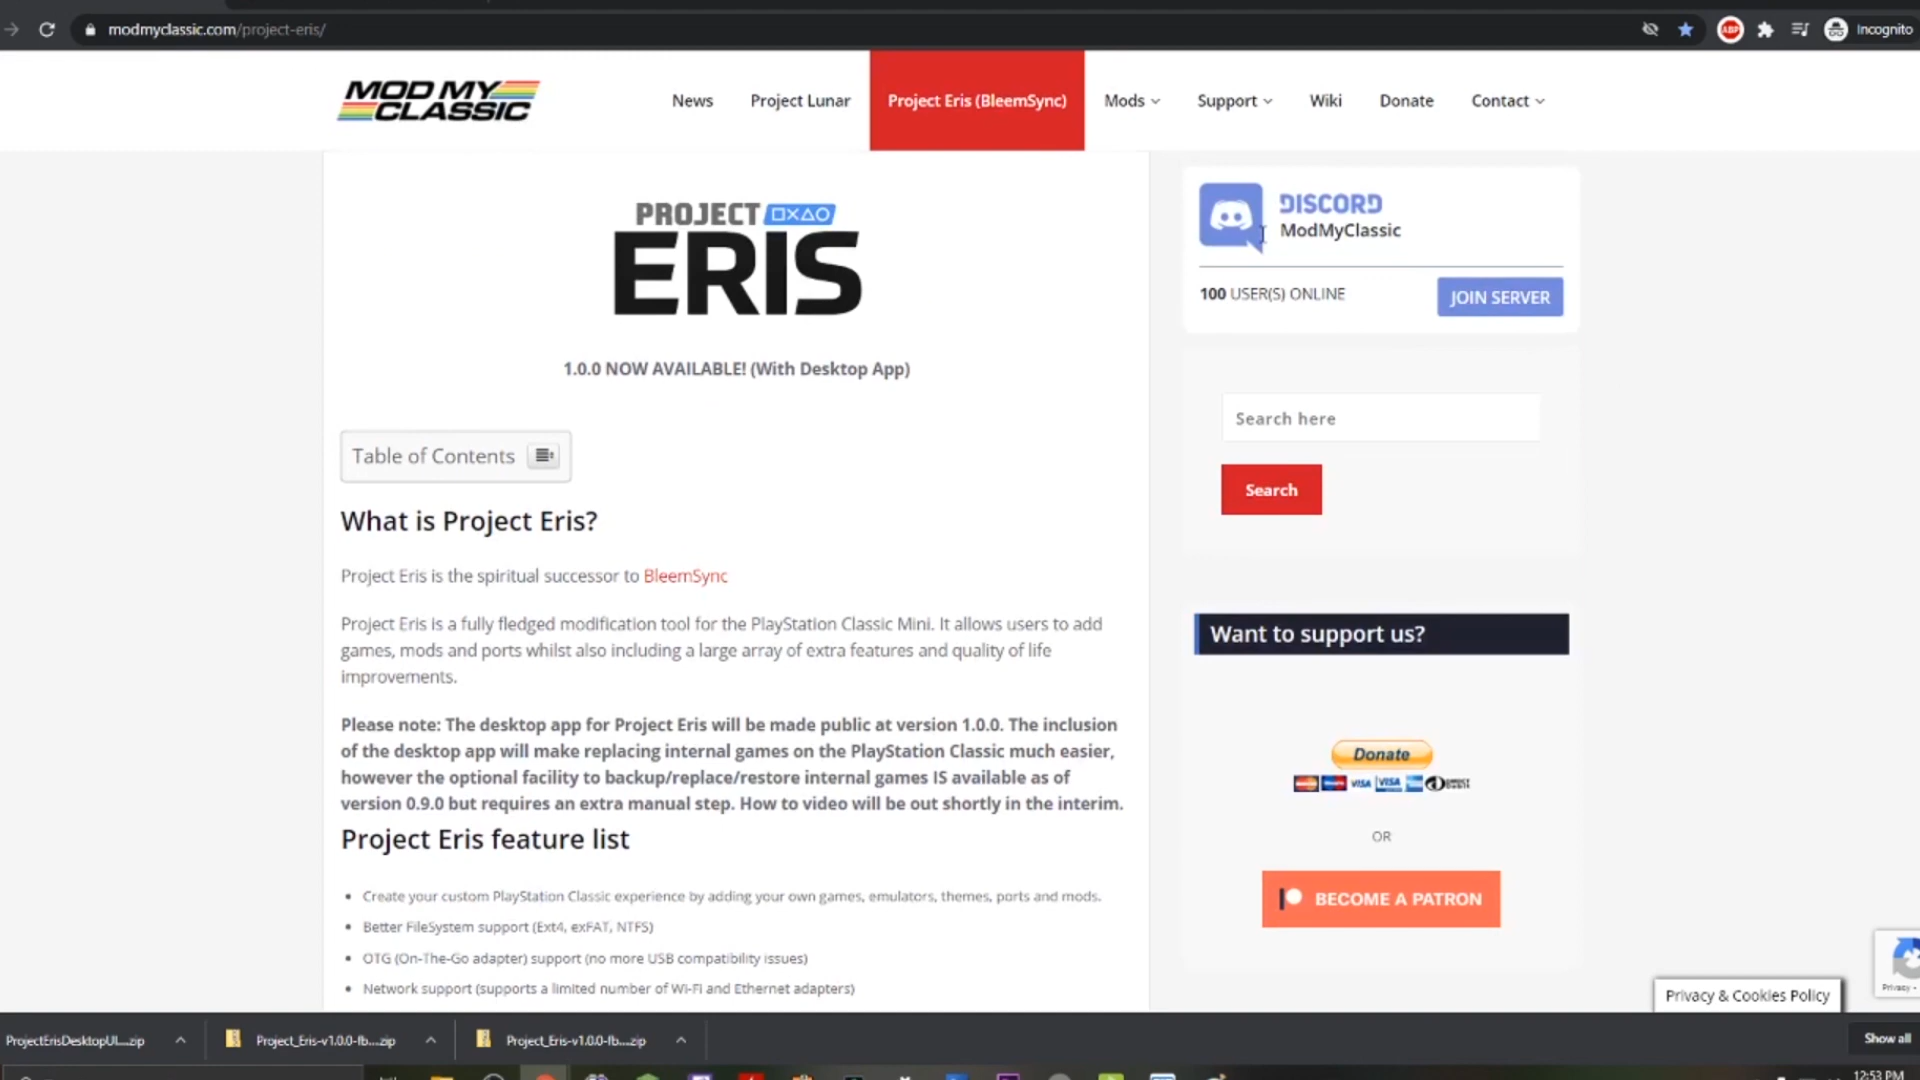 modmyclassic.com/project-eris/
ABP
Incognito
MOD MY
CLASSIC
News
Project Lunar
Project Eris (BleemSync)
Mods
Support
Wiki
Donate
Contact
PROJECT
ERIS
1.0.0 NOW AVAILABLE! (With Desktop App)
Table of Contents
What is Project Eris?
Project Eris is the spiritual successor to BleemSync
Project Eris is a fully fledged modification tool for the PlayStation Classic Mini. It allows users to add
games, mods and ports whilst also including a large array of extra features and quality of life
improvements.
Please note: The desktop app for Project Eris will be made public at version 1.0.0. The inclusion
of the desktop app will make replacing internal games on the PlayStation Classic much easier,
however the optional facility to backup/replace/restore internal games IS available as of
version 0.9.0 but requires an extra manual step. How to video will be out shortly in the interim.
Project Eris feature list
• Create your custom PlayStation Classic experience by adding your own games, emulators, themes, ports and mods.
• Better FileSystem support (Ext4, exFAT, NTFS)
• OTG (On-The-Go adapter) support (no more USB compatibility issues)
• Network support (supports a limited number of Wi-Fi and Ethernet adapters)
DISCORD
ModMyClassic
100 USER(S) ONLINE
JOIN SERVER
Search here
Search
Want to support us?
Donate
VISA VISA
OR
BECOME A PATRON
Privacy -
Privacy & Cookies Policy
ProjectErisDesktopUI....zip
Project_Eris-v1.0.0-fb....zip
Project_Eris-v1.0.0-fb....zip
Show all
12:53 PM